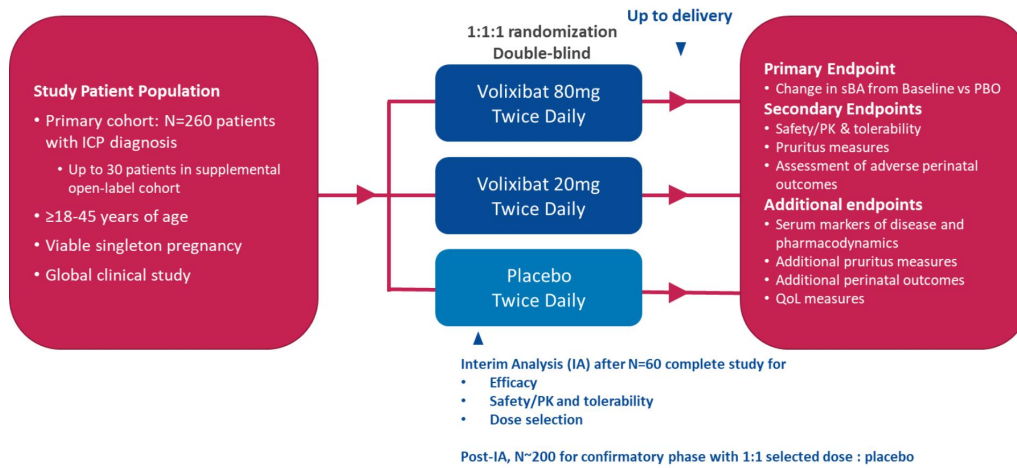 Study Patient Population
• Primary cohort: N=260 patients
with ICP diagnosis
• Up to 30 patients in supplemental
open-label cohort
• ≥18-45 years of age
• Viable singleton pregnancy
• Global clinical study
1:1:1 randomization
Double-blind
Up to delivery
Volixibat 80mg
Twice Daily
Volixibat 20mg
Twice Daily
Placebo
Twice Daily
Interim Analysis (IA) after N=60 complete study for
• Efficacy
• Safety/PK and tolerability
• Dose selection
Post-IA, N~200 for confirmatory phase with 1:1 selected dose : placebo
Primary Endpoint
• Change in sBA from Baseline vs PBO
Secondary Endpoints
• Safety/PK & tolerability
• Pruritus measures
• Assessment of adverse perinatal
outcomes
Additional endpoints
• Serum markers of disease and
pharmacodynamics
• Additional pruritus measures
• Additional perinatal outcomes
• QoL measures